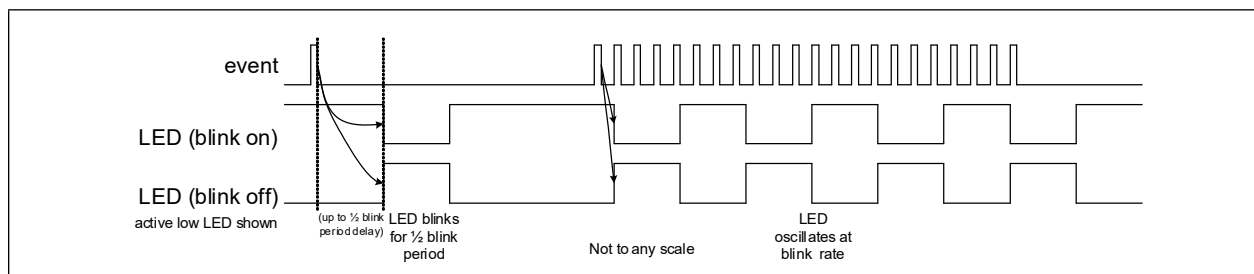 event
LED (blink on)
LED (blink off)
active low LED shown
(up to ½ blink
period delay)
LED blinks
for ½ blink
period
Not to any scale
LED
oscillates at
blink rate